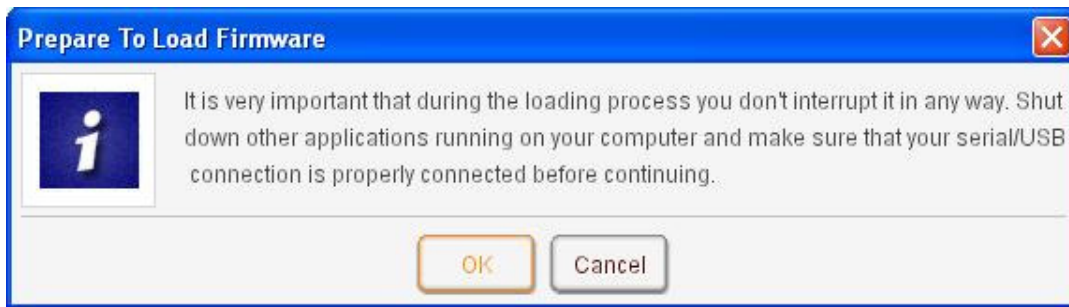 Prepare To Load Firmware
It is very important that during the loading process you don't interrupt it in any way. Shut
down other applications running on your computer and make sure that your serial/USB
connection is properly connected before continuing.
OK Cancel